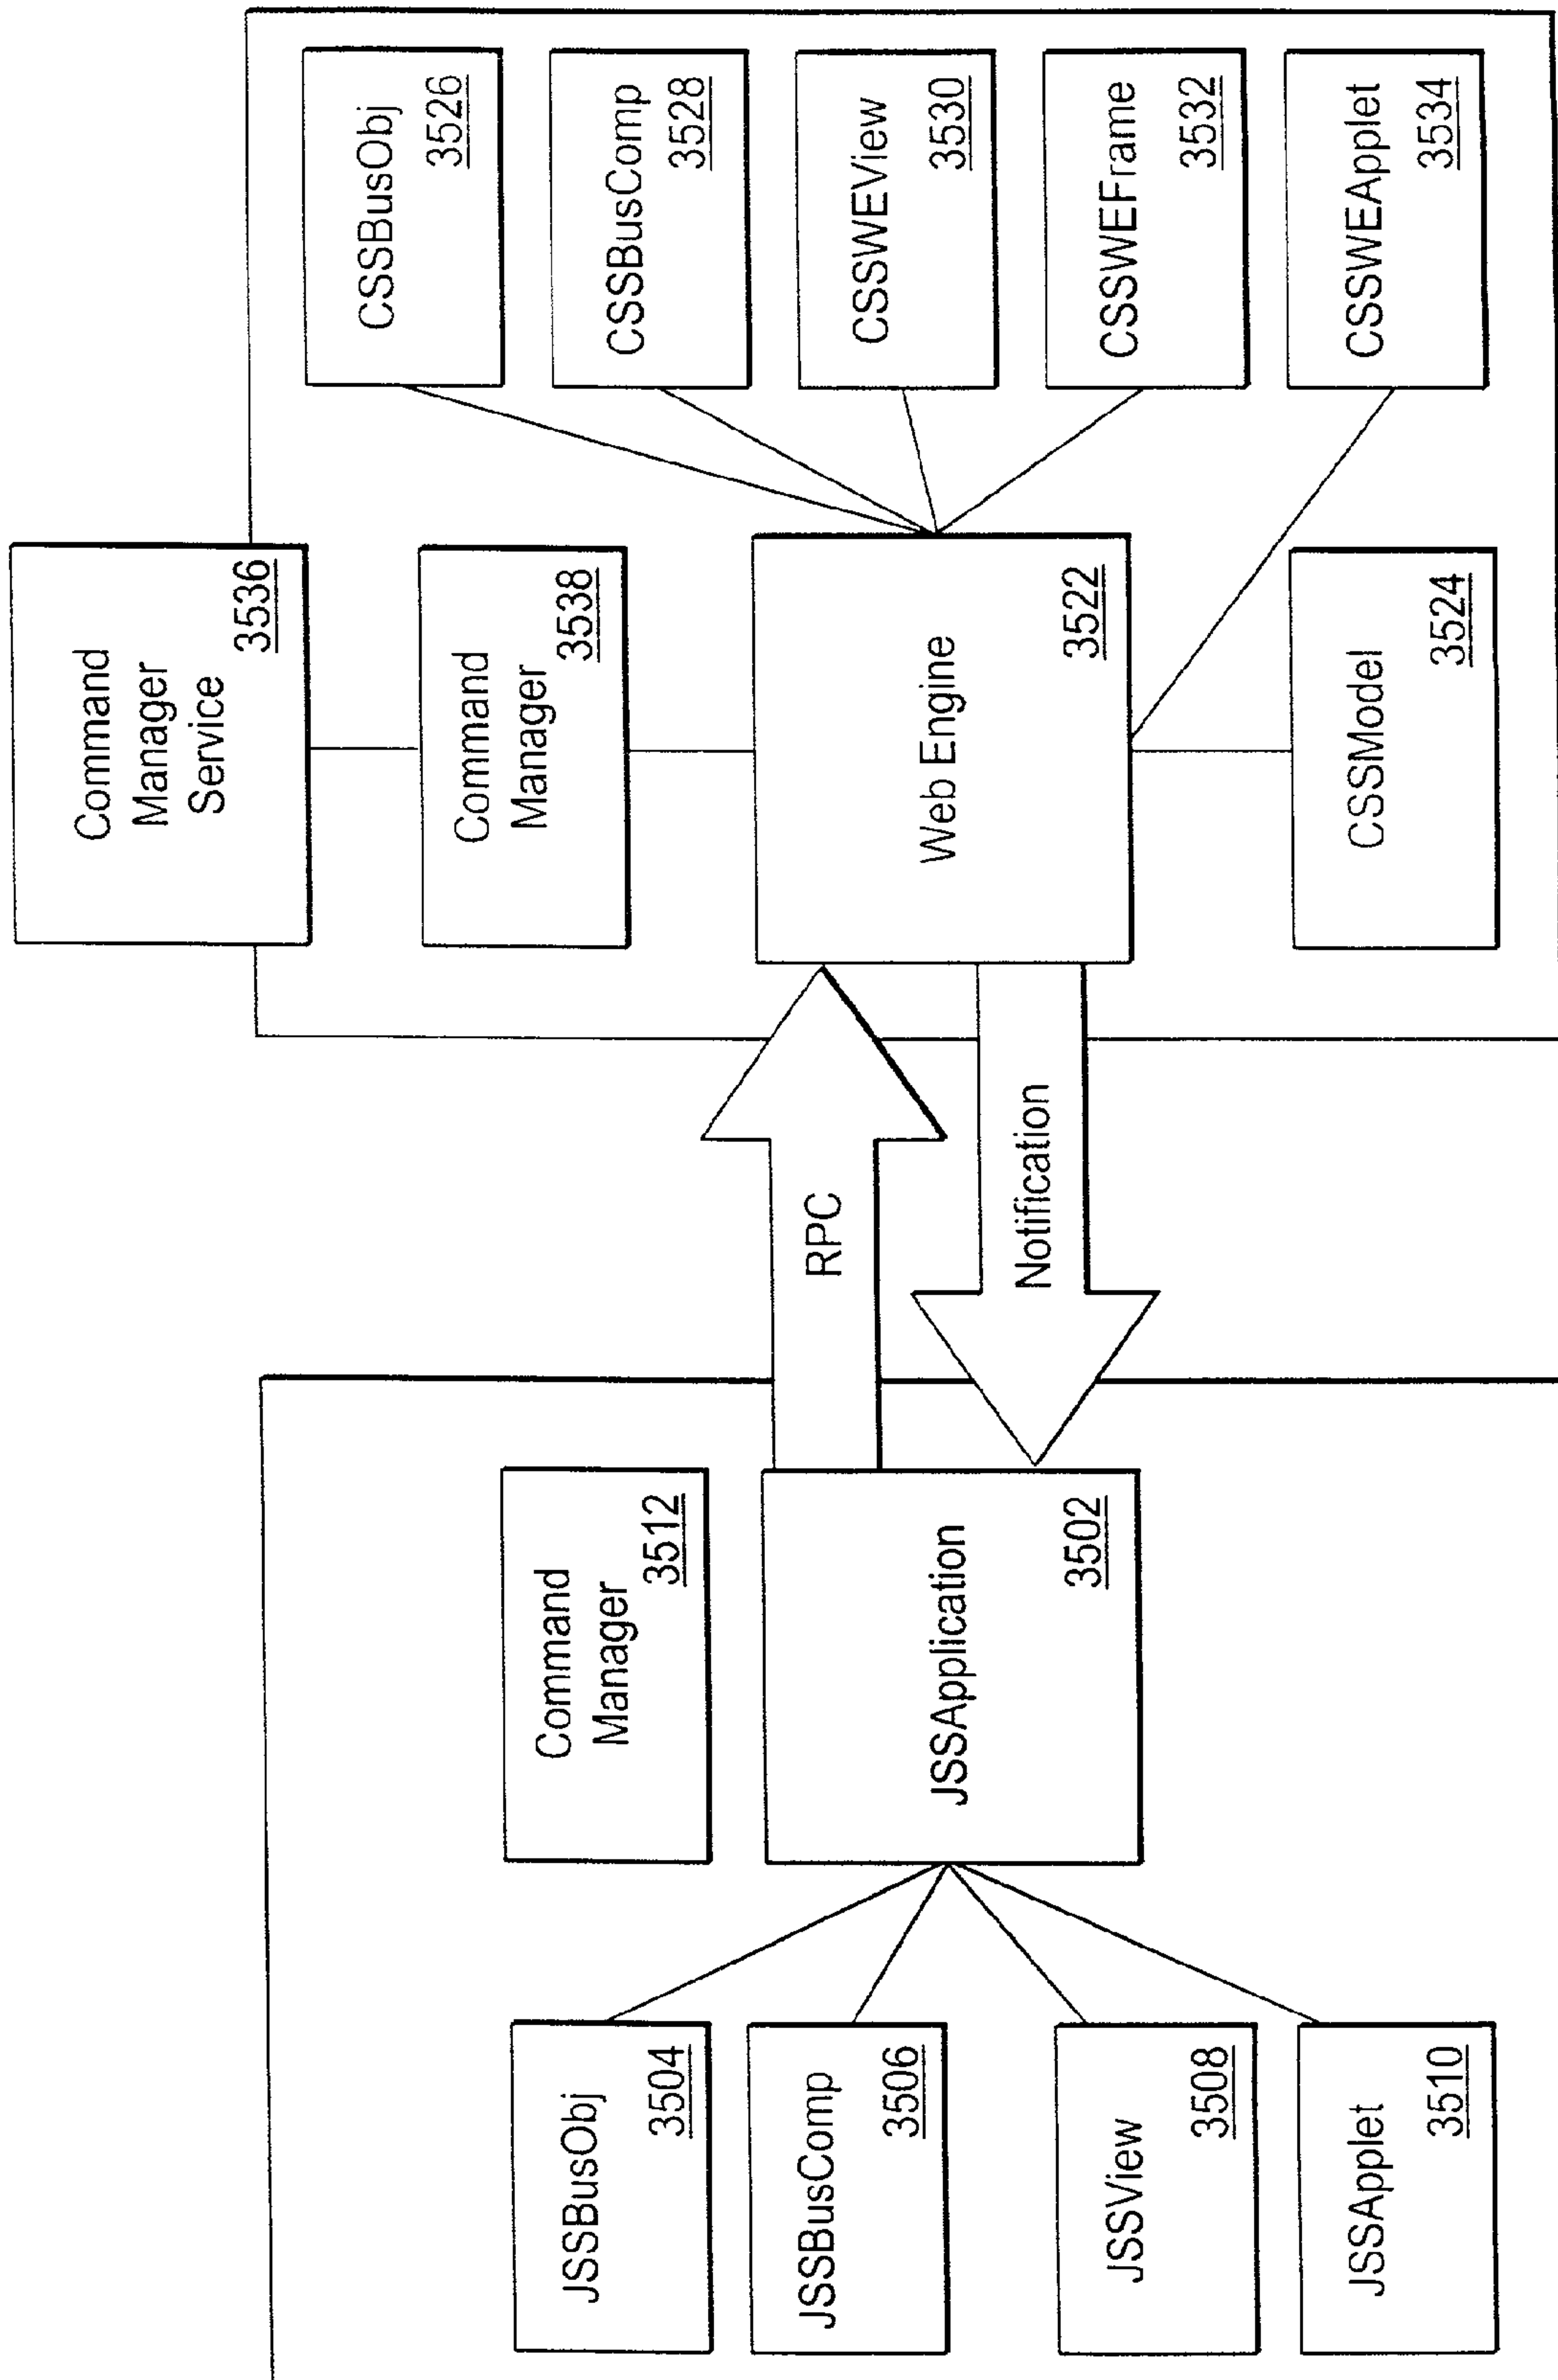 JSSBusObj
3504
JSSBusComp
3506
JSSView
3508
JSSApplet
3510
Command
Manager
3512
JSSApplication
3502
RPC
Notification
Command
Manager
Service
3536
Command
Manager
3538
Web Engine
3522
CSSModel
3524
CSSBusObj
3526
CSSBusComp
3528
CSSWEView
3530
CSSWEFrame
3532
CSSWEApplet
3534